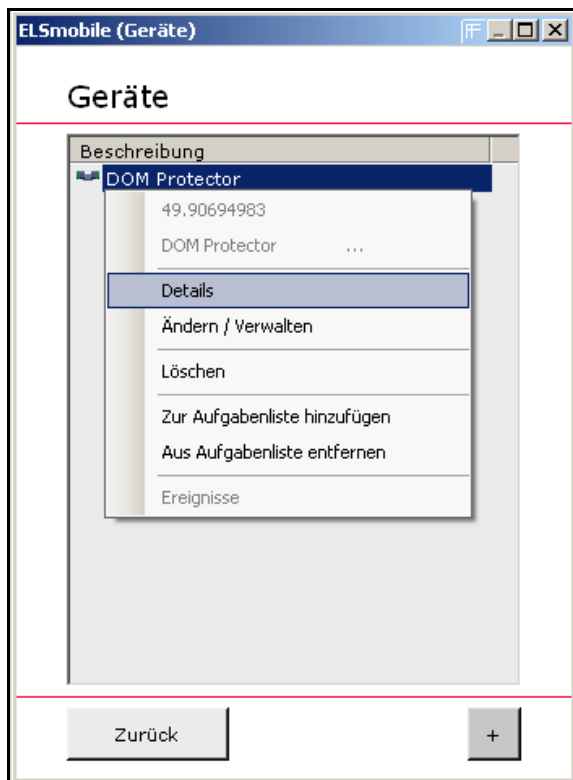 ELSmobile (Geräte)
Geräte
Beschreibung
DOM Protector
49.90694983
DOM Protector ...
Details
Ändern / Verwalten
Löschen
Zur Aufgabenliste hinzufügen
Aus Aufgabenliste entfernen
Ereignisse
Zurück +